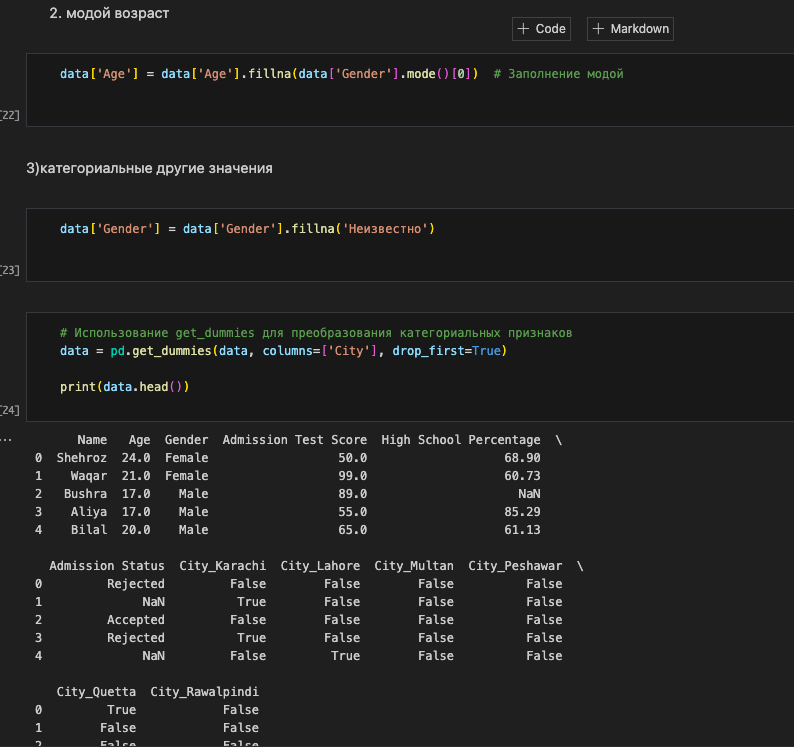 2. модой возраст
+ Code + Markdown
data['Age'] = data['Age'].fillna(data['Gender'].mode()[0]) # Заполнение модой
[22]
3)категориальные другие значения
data['Gender'] = data['Gender'].fillna('Неизвестно')
[23]
# Использование get_dummies для преобразования категориальных признаков
data = pd.get_dummies(data, columns=['City'], drop_first=True)
print(data.head())
[24]
...
Name Age Gender Admission Test Score High School Percentage \
0 Shehroz 24.0 Female 50.0 68.90
1 Waqar 21.0 Female 99.0 60.73
2 Bushra 17.0 Male 89.0 NaN
3 Aliya 17.0 Male 55.0 85.29
4 Bilal 20.0 Male 65.0 61.13
Admission Status City_Karachi City_Lahore City_Multan City_Peshawar \
0 Rejected False False False False
1 NaN True False False False
2 Accepted False False False False
3 Rejected True False False False
4 NaN False True False False
City_Quetta City_Rawalpindi
0 True False
1 False False
2 False False